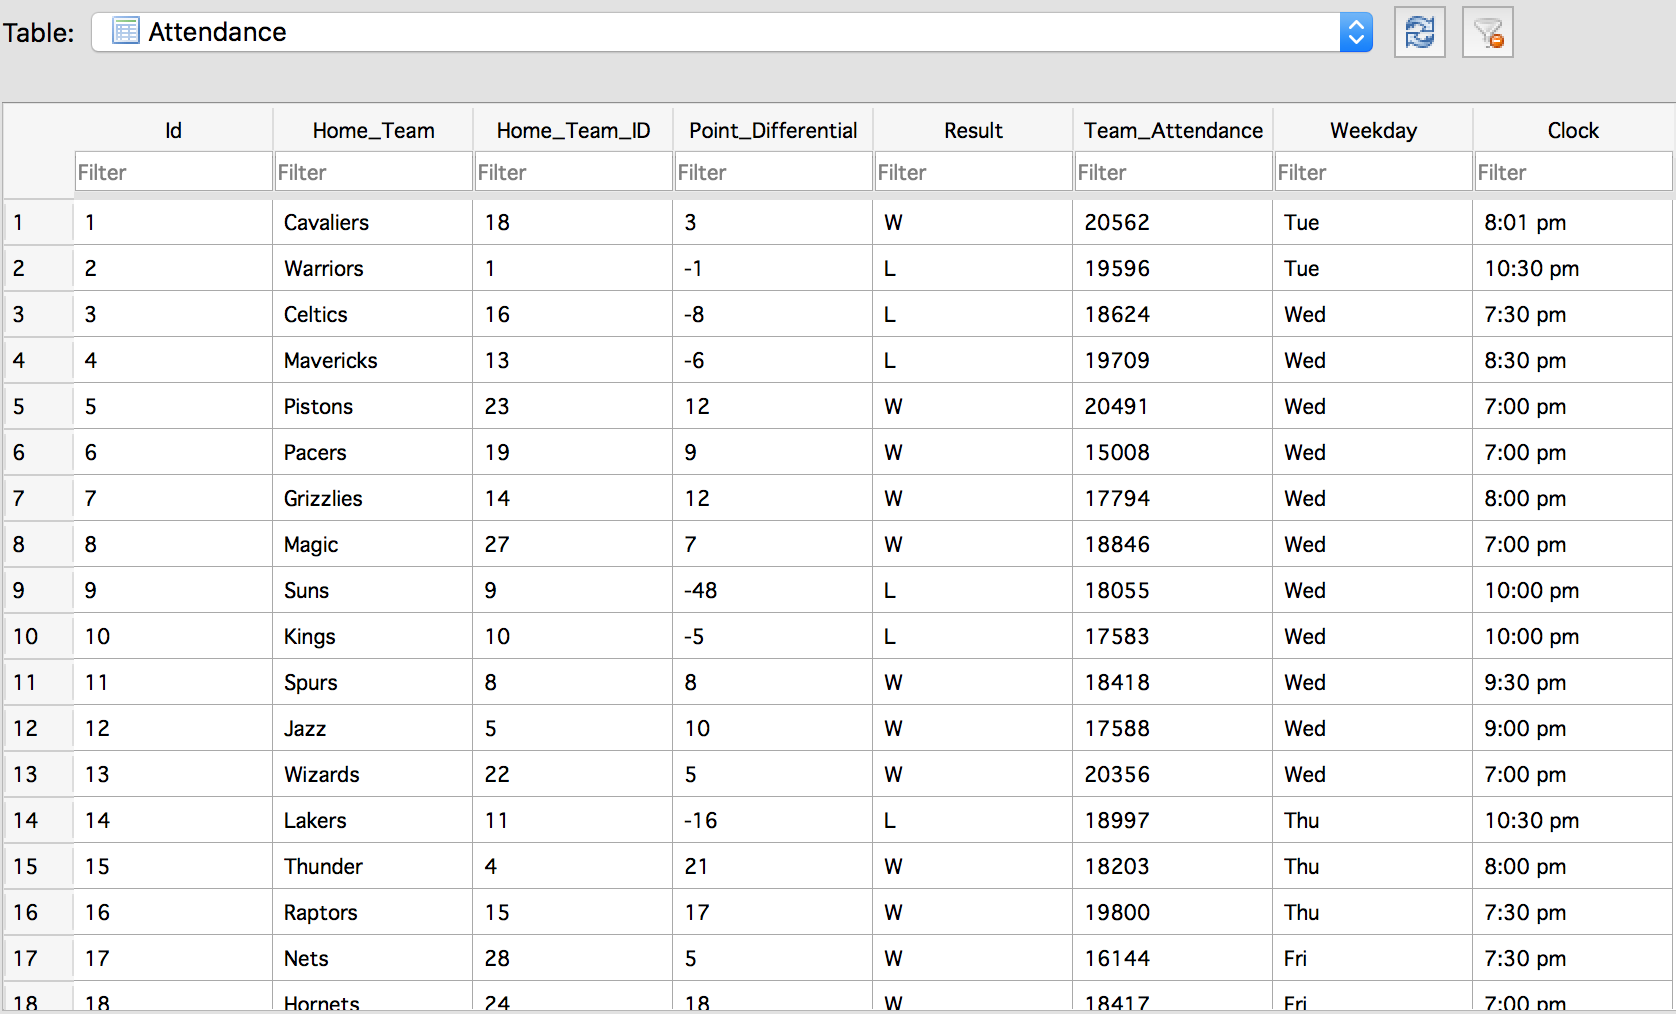 Table: Attendance
Id Home_Team Home_Team_ID Point_Differential Result Team_Attendance Weekday Clock
Filter Filter Filter Filter Filter Filter Filter Filter
1 1 Cavaliers 18 3 W 20562 Tue 8:01 pm
2 2 Warriors 1 -1 L 19596 Tue 10:30 pm
3 3 Celtics 16 -8 L 18624 Wed 7:30 pm
4 4 Mavericks 13 -6 L 19709 Wed 8:30 pm
5 5 Pistons 23 12 W 20491 Wed 7:00 pm
6 6 Pacers 19 9 W 15008 Wed 7:00 pm
7 7 Grizzlies 14 12 W 17794 Wed 8:00 pm
8 8 Magic 27 7 W 18846 Wed 7:00 pm
9 9 Suns 9 -48 L 18055 Wed 10:00 pm
10 10 Kings 10 -5 L 17583 Wed 10:00 pm
11 11 Spurs 8 8 W 18418 Wed 9:30 pm
12 12 Jazz 5 10 W 17588 Wed 9:00 pm
13 13 Wizards 22 5 W 20356 Wed 7:00 pm
14 14 Lakers 11 -16 L 18997 Thu 10:30 pm
15 15 Thunder 4 21 W 18203 Thu 8:00 pm
16 16 Raptors 15 17 W 19800 Thu 7:30 pm
17 17 Nets 28 5 W 16144 Fri 7:30 pm
18 18 Hornets 24 18 W 18417 Fri 7:00 pm